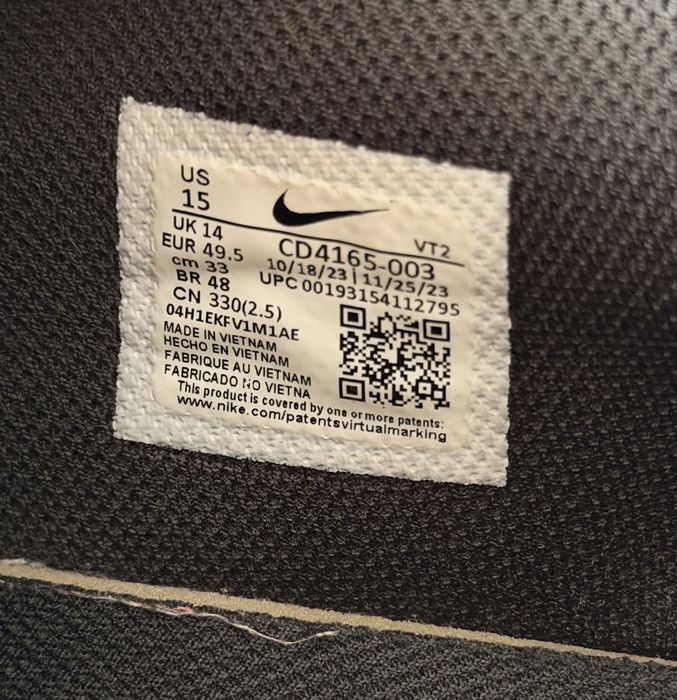 US
15
UK 14
EUR 49.5
cm 33
BR 48
CN 330(2.5)
04H1EKFV1M1AE
VT2
CD4165-003
10/18/23 | 11/25/23
UPC 00193154112795
MADE IN VIETNAM
HECHO EN VIETNAM
FABRIQUE AU VIETNAM
FABRICADO NO VIETNA
This product is covered by one or more patents:
www.nike.com/patentsvirtualmarking